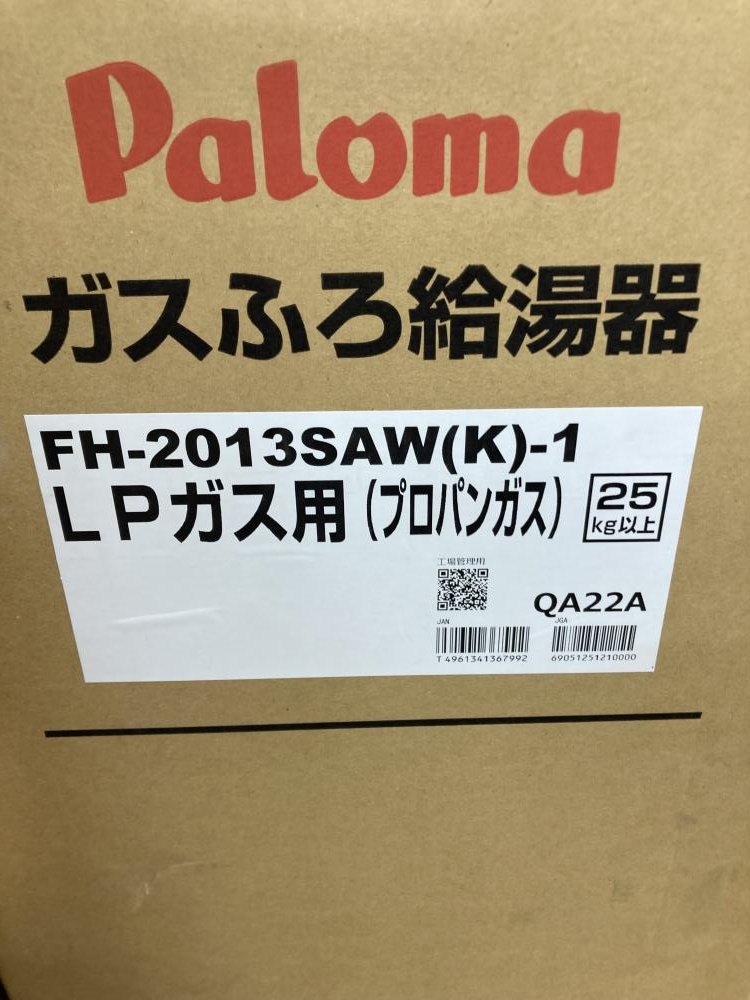 Paloma
ガスふろ給湯器
FH-2013SAW(K)-1
LPガス用(プロパンガス)
25
kg以上
工場管理用
QA22A
JAN
JGA
T 4961341367992
69051251210000